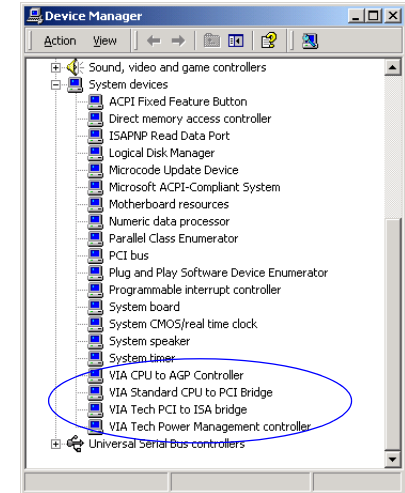 Device Manager
Action View
Sound, video and game controllers
System devices
ACPI Fixed Feature Button
Direct memory access controller
ISAPNP Read Data Port
Logical Disk Manager
Microcode Update Device
Microsoft ACPI-Compliant System
Motherboard resources
Numeric data processor
Parallel Class Enumerator
PCI bus
Plug and Play Software Device Enumerator
Programmable interrupt controller
System board
System CMOS/real time clock
System speaker
System timer
VIA CPU to AGP Controller
VIA Standard CPU to PCI Bridge
VIA Tech PCI to ISA bridge
VIA Tech Power Management controller
Universal Serial Bus controllers